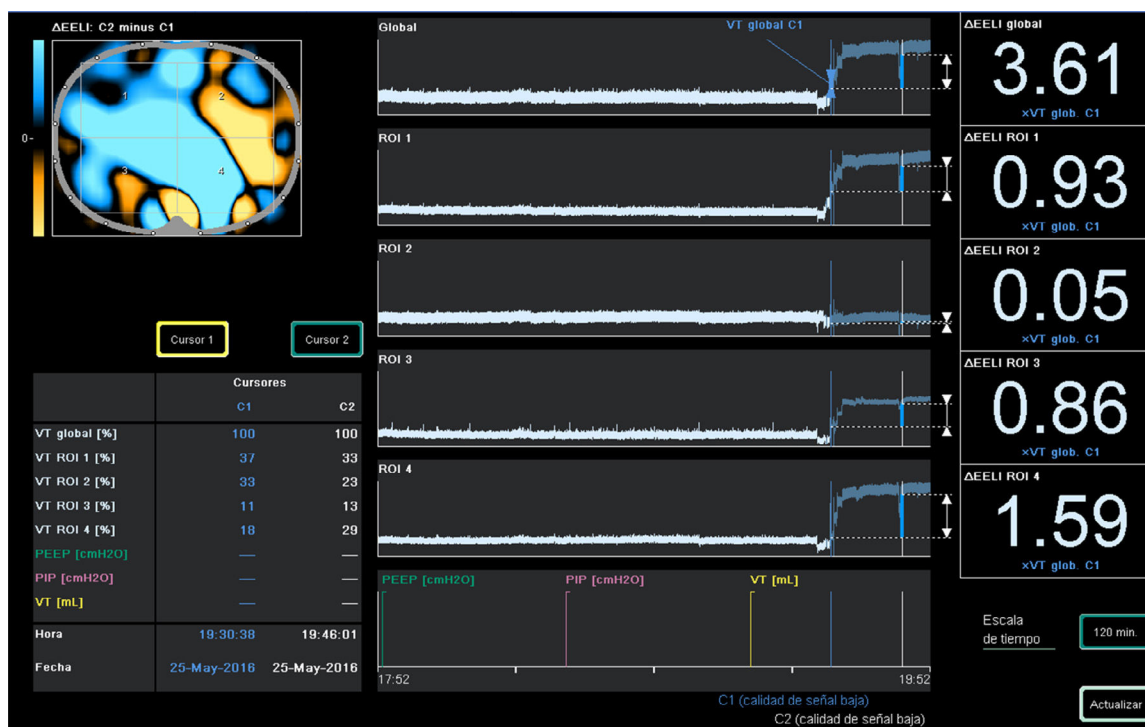 ΔEELI: C2 minus C1
0-
1
2
3
4
Cursor 1
Cursor 2
Cursores
C1 C2
VT global [%] 100 100
VT ROI 1 [%] 37 33
VT ROI 2 [%] 33 23
VT ROI 3 [%] 11 13
VT ROI 4 [%] 18 29
PEEP [cmH2O] — —
PIP [cmH2O] — —
VT [mL] — —
Hora 19:30:38 19:46:01
Fecha 25-May-2016 25-May-2016
Global
VT global C1
ROI 1
ROI 2
ROI 3
ROI 4
PEEP [cmH2O] PIP [cmH2O] VT [mL]
17:52 19:52
C1 (calidad de señal baja)
C2 (calidad de señal baja)
ΔEELI global
3.61
xVT glob. C1
ΔEELI ROI 1
0.93
xVT glob. C1
ΔEELI ROI 2
0.05
xVT glob. C1
ΔEELI ROI 3
0.86
xVT glob. C1
ΔEELI ROI 4
1.59
xVT glob. C1
Escala
de tiempo
120 min.
Actualizar